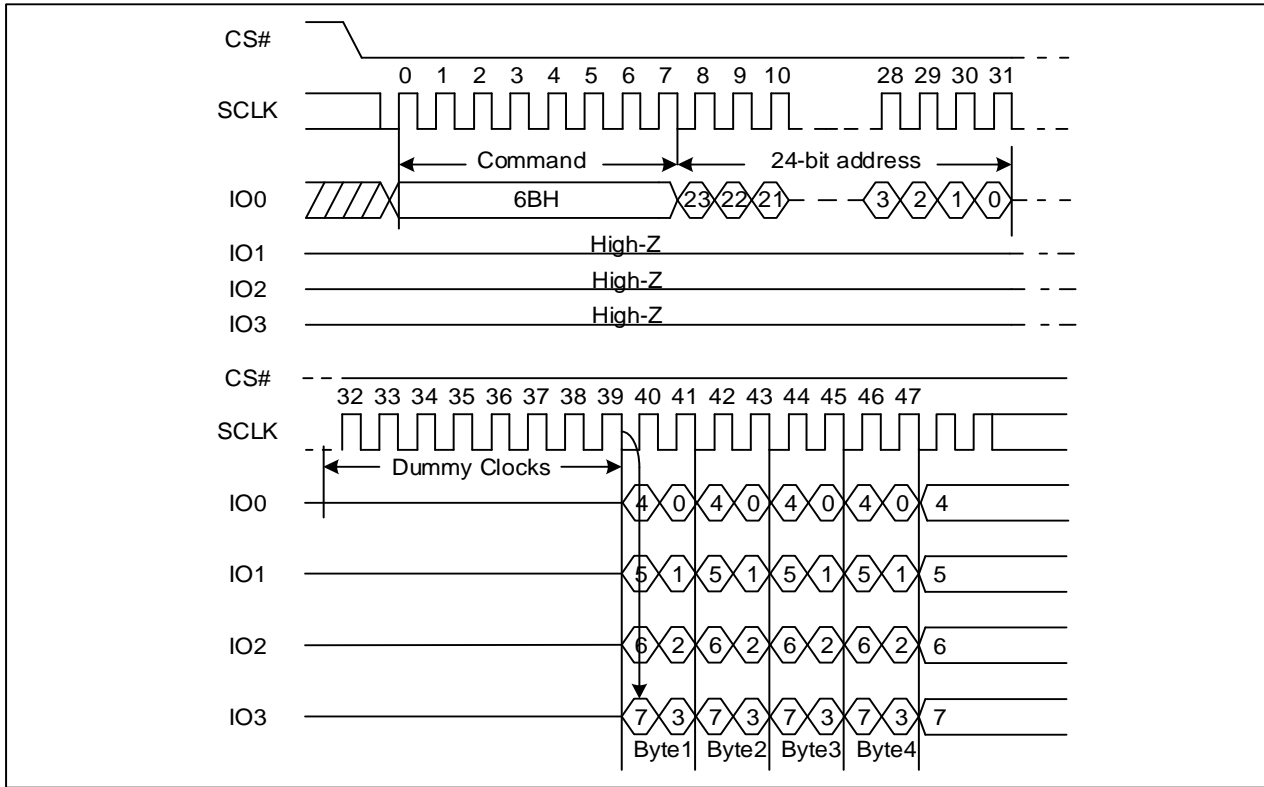 CS#
0 1 2 3 4 5 6 7 8 9 10 28 29 30 31
SCLK
Command 24-bit address
IO0 6BH 23 22 21 3 2 1 0
IO1 High-Z
IO2 High-Z
IO3 High-Z
CS#
32 33 34 35 36 37 38 39 40 41 42 43 44 45 46 47
SCLK
Dummy Clocks
IO0 4 0 4 0 4 0 4 0 4
IO1 5 1 5 1 5 1 5 1 5
IO2 6 2 6 2 6 2 6 2 6
IO3 7 3 7 3 7 3 7 3 7
Byte1 Byte2 Byte3 Byte4